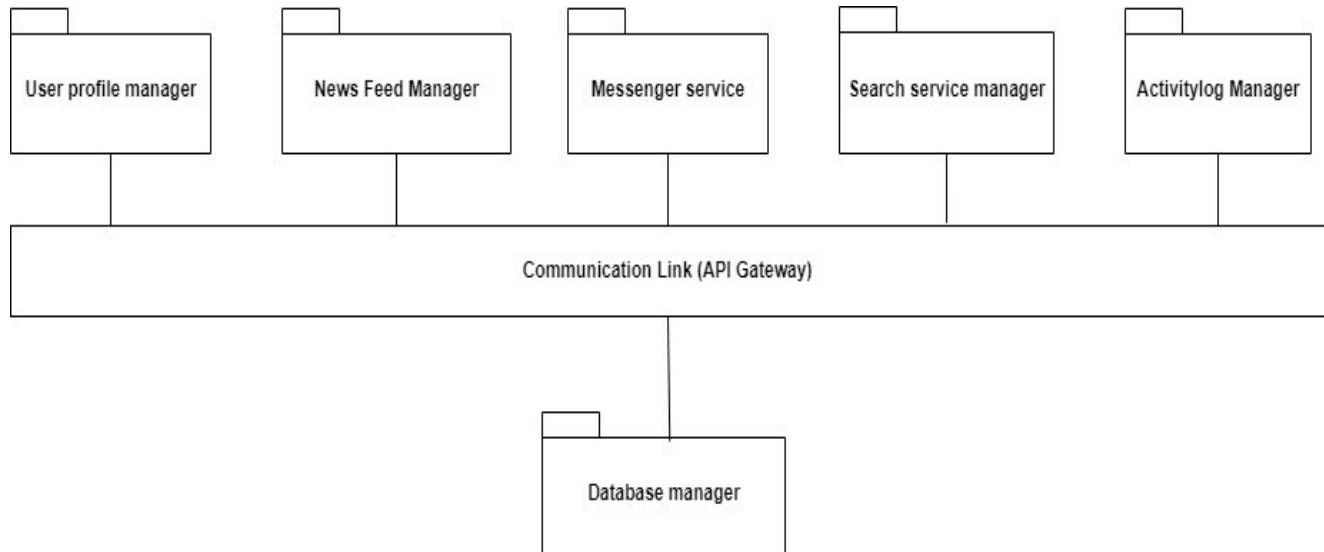 User profile manager
News Feed Manager
Messenger service
Search service manager
Activitylog Manager
Communication Link (API Gateway)
Database manager